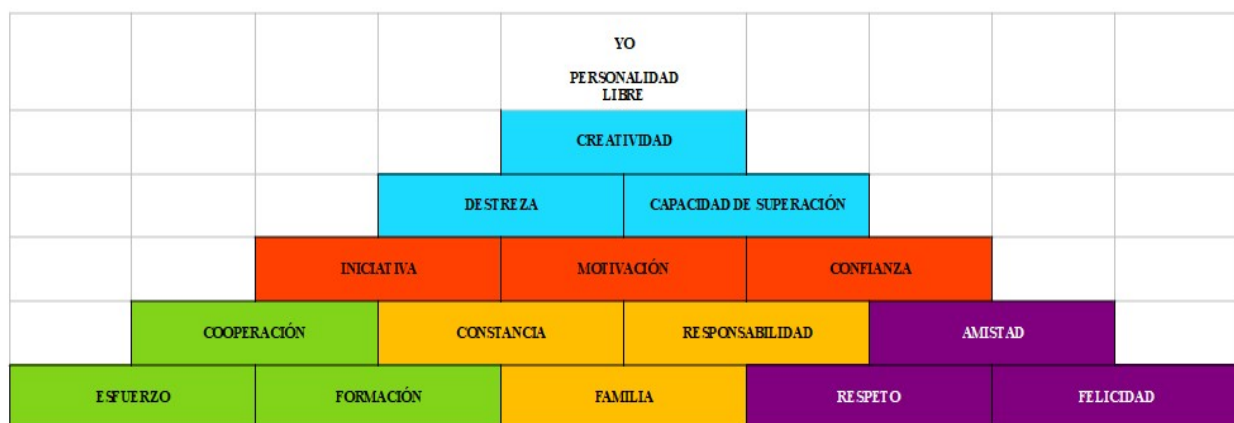 YO
PERSONALIDAD
LIBRE
CREATIVIDAD
DESTREZA
CAPACIDAD DE SUPERACIÓN
INICIATIVA
MOTIVACIÓN
CONFIANZA
COOPERACIÓN
CONSTANCIA
RESPONSABILIDAD
AMISTAD
ESFUERZO
FORMACIÓN
FAMILIA
RESPETO
FELICIDAD